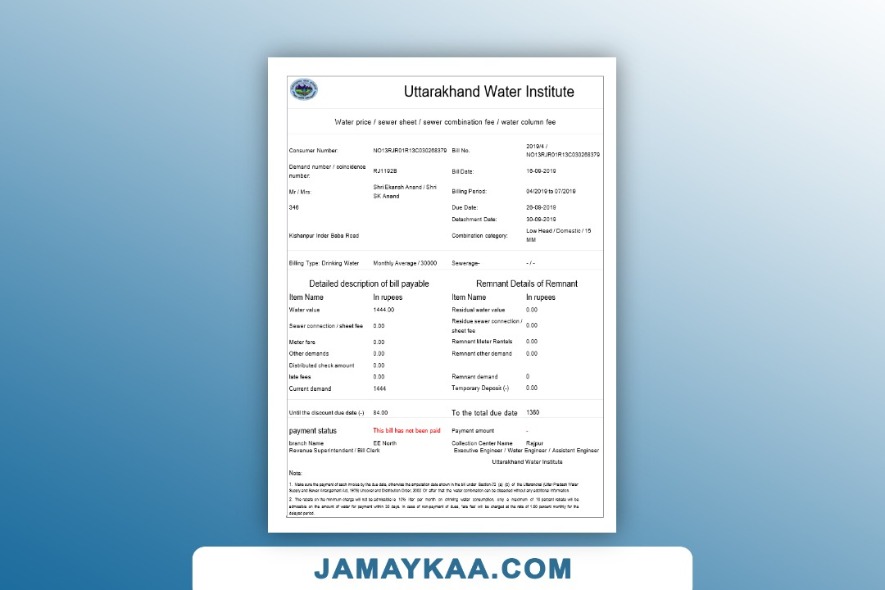 Uttarakhand Water Institute
Water price / sewer sheet / sewer combination fee / water column fee
Consumer Number: NO13RJR01R13C030268379 Bill No. 2019/4 /
NO13RJR01R13C030268379
Demand number / coincidence
number: RJ1192B Bill Date: 16-09-2019
Mr / Mrs Shri Ekansh Anand / Shri
SK Anand Billing Period: 04/2019 to 07/2019
346 Due Date: 26-09-2019
Detachment Date: 30-09-2019
Kishanpur Inder Baba Road Combination category: Low Head / Domestic / 15
MM
Billing Type: Drinking Water Monthly Average / 30000 Sewerage- - / -
Detailed description of bill payable Remnant Details of Remnant
Item Name In rupees Item Name In rupees
Water value 1444.00 Residual water value 0.00
Sewer connection / sheet fee 0.00 Residue sewer connection /
sheet fee 0.00
Meter fare 0.00 Remnant Meter Rentals 0.00
Other demands 0.00 Remnant other demand 0.00
Distributed check amount 0.00
late fees 0.00 Remnant demand 0
Current demand 1444 Temporary Deposit (-) 0.00
Until the discount due date (-) 84.00 To the total due date 1360
payment status This bill has not been paid Payment amount -
branch Name EE North Collection Center Name Rajpur
Revenue Superintendent / Bill Clerk Executive Engineer / Water Engineer / Assistant Engineer
Uttarakhand Water Institute
Note:
JAMAYKAA.COM